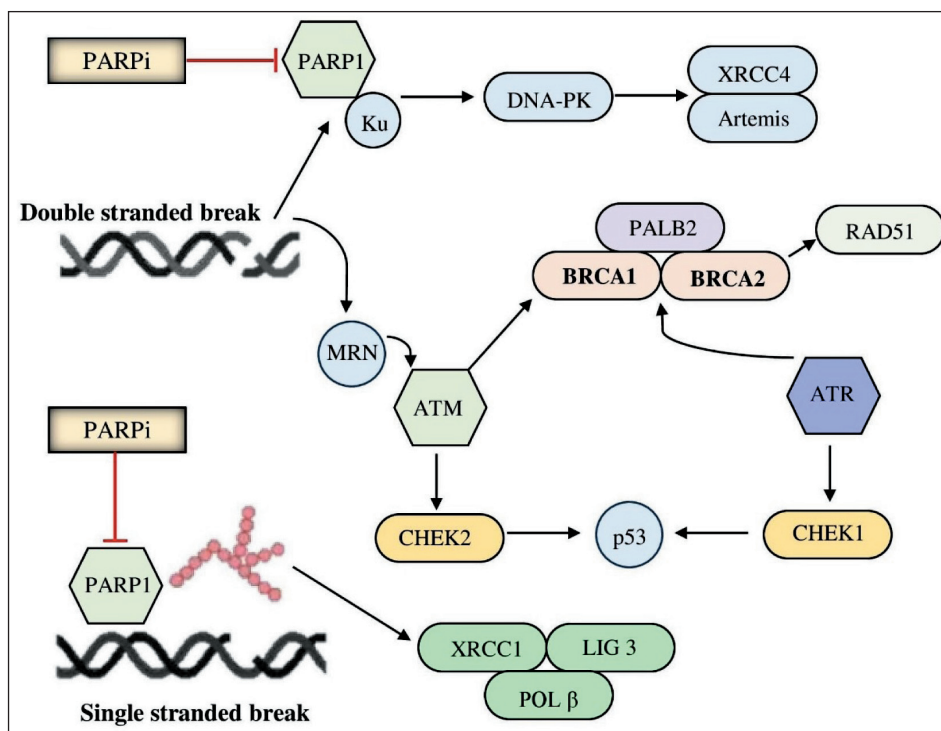 PARPi
PARP1
Ku
DNA-PK
XRCC4
Artemis
Double stranded break
PALB2
BRCA1
BRCA2
RAD51
MRN
ATM
ATR
PARPi
CHEK2
p53
CHEK1
PARP1
XRCC1
LIG 3
POL β
Single stranded break